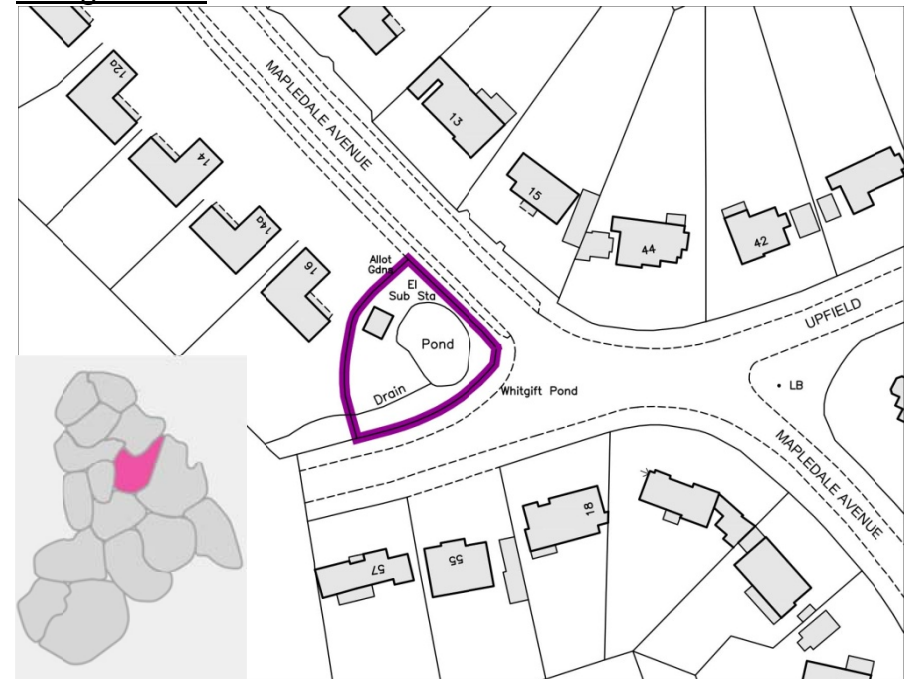 12a
14
14a
16
MAPLEDALE AVENUE
13
15
44
42
Allot
Gdns
El
Sub Sta
Pond
Drain
Whitgift Pond
UPFIELD
LB
MAPLEDALE AVENUE
57
55
18